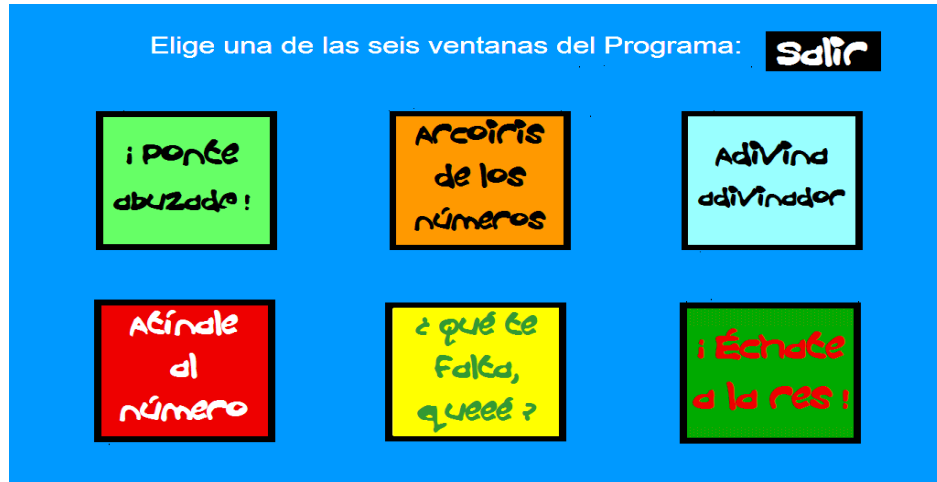 Elige una de las seis ventanas del Programa:
Salir
¡ Ponte
abuzado !
Arcoiris
de los
números
Adivina
adivinador
Atínale
al
número
¿ qué te
Falta,
queeé ?
¡ Échate
a la res !